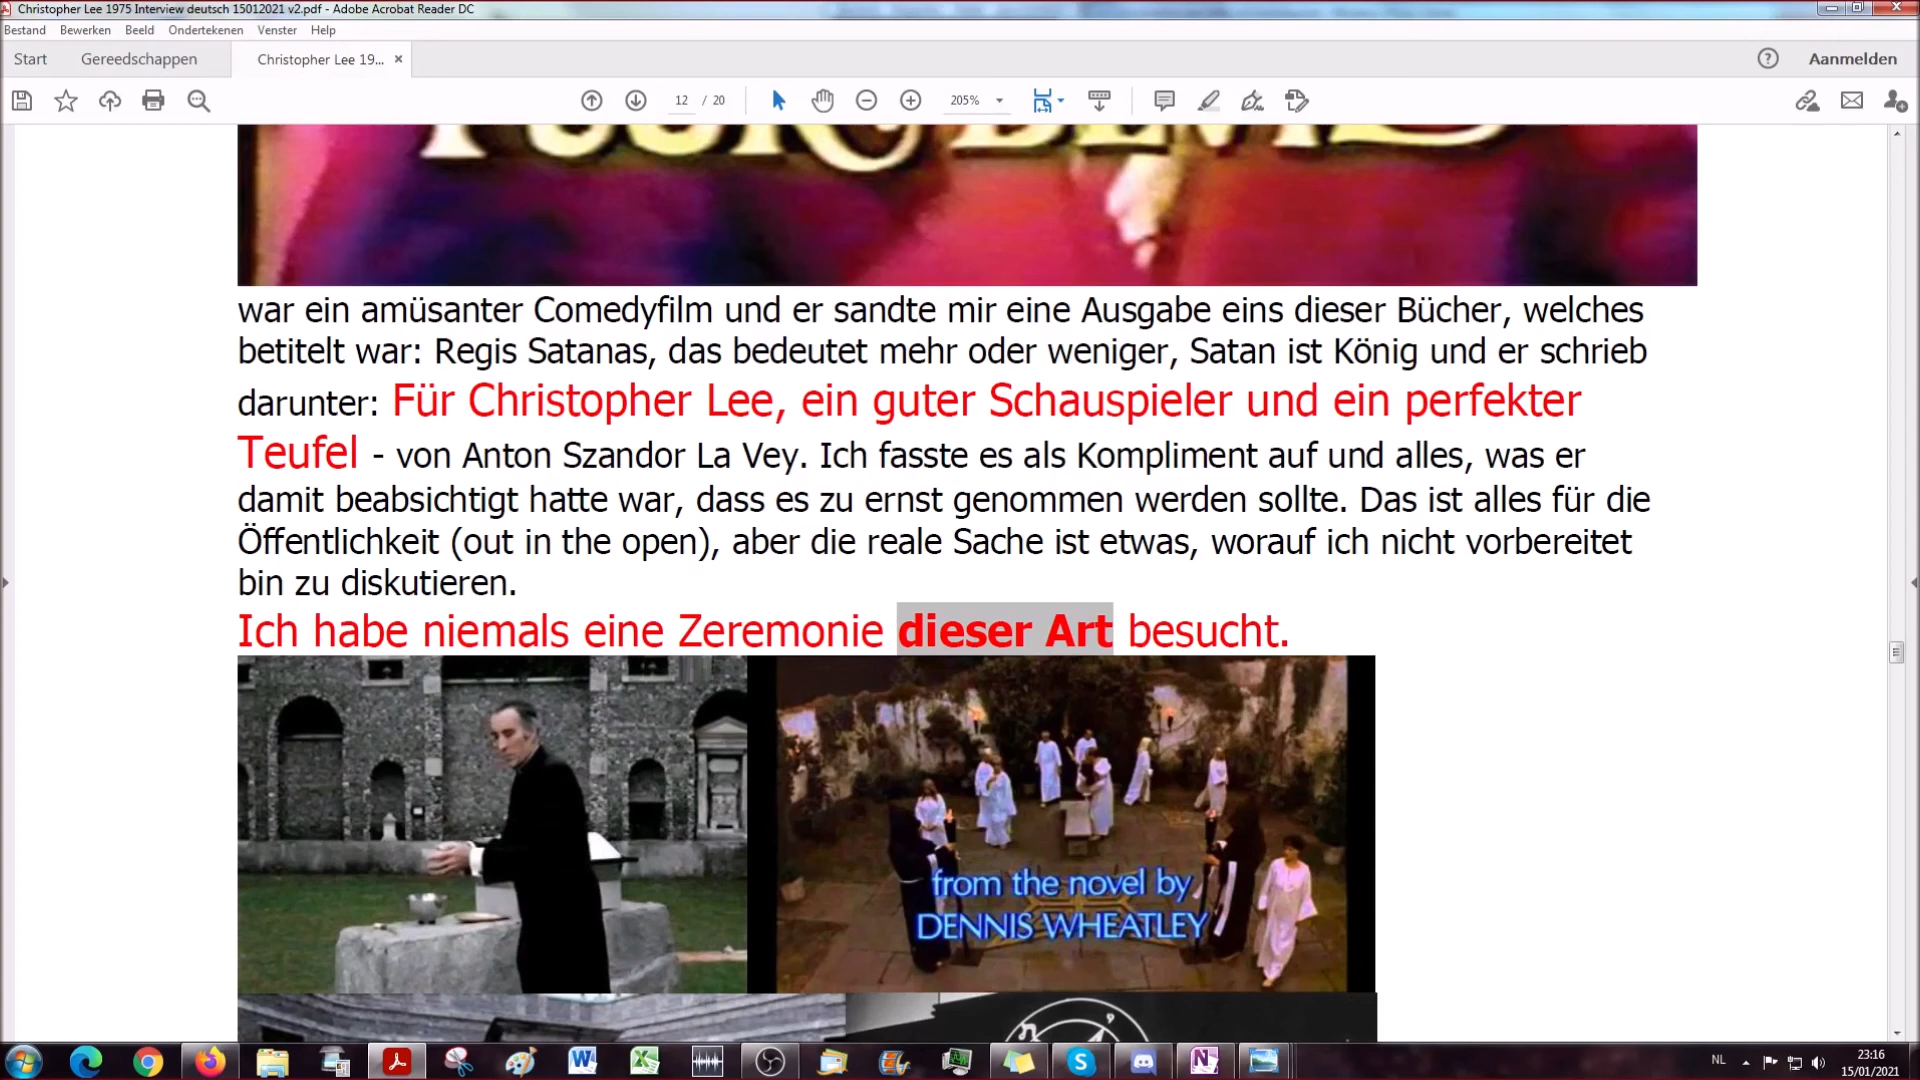 Christopher Lee 1975 Interview deutsch 15012021 v2.pdf - Adobe Acrobat Reader DC
Bestand Bewerken Beeld Ondertekenen Venster Help
Start Gereedschappen Christopher Lee 19... × Aanmelden
12 / 20 205%
war ein amüsanter Comedyfilm und er sandte mir eine Ausgabe eins dieser Bücher, welches
betitelt war: Regis Satanas, das bedeutet mehr oder weniger, Satan ist König und er schrieb
darunter: Für Christopher Lee, ein guter Schauspieler und ein perfekter
Teufel - von Anton Szandor La Vey. Ich fasste es als Kompliment auf und alles, was er
damit beabsichtigt hatte war, dass es zu ernst genommen werden sollte. Das ist alles für die
Öffentlichkeit (out in the open), aber die reale Sache ist etwas, worauf ich nicht vorbereitet
bin zu diskutieren.
Ich habe niemals eine Zeremonie dieser Art besucht.
from the novel by
DENNIS WHEATLEY
NL 23:16
15/01/2021